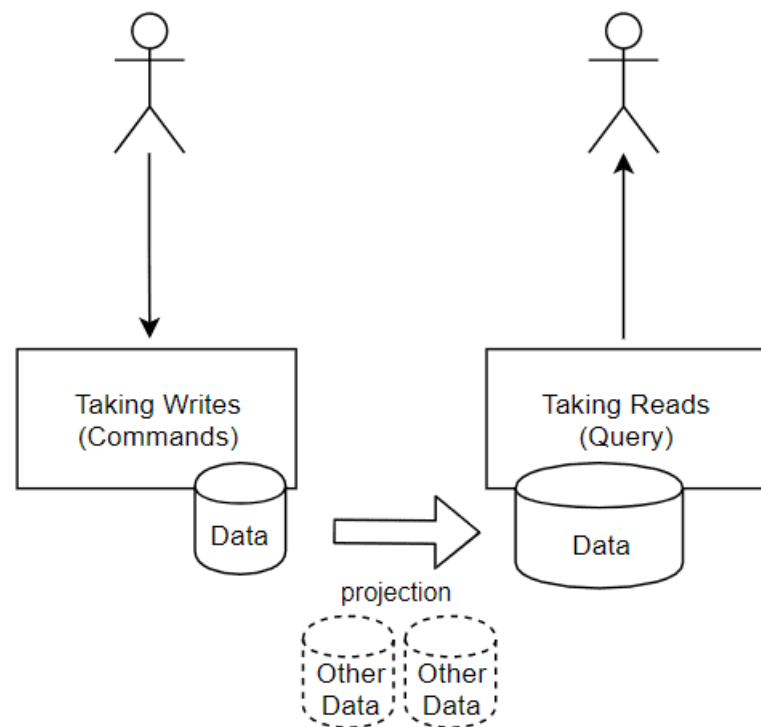 Taking Writes
(Commands)
Taking Reads
(Query)
Data
Data
projection
Other
Data
Other
Data